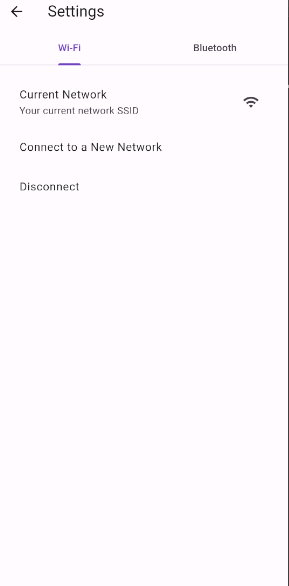 Settings
Wi-Fi
Bluetooth
Current Network
Your current network SSID
Connect to a New Network
Disconnect